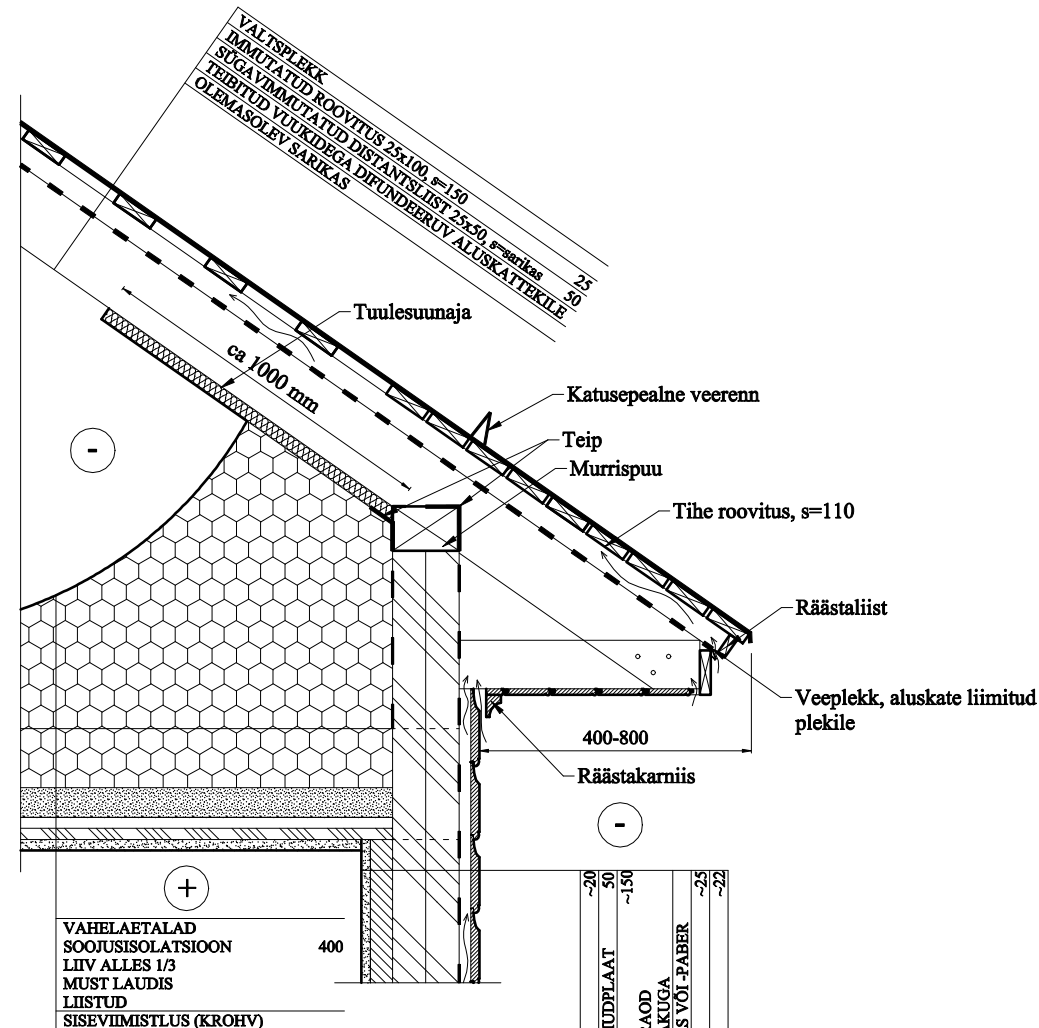 VALTSPLEKK
IMMUTATUD ROOVITUS 25x100, s=150
SÜGAVIMMUTATUD DISTANTSLIIST 25x50, s=sarikas 25
TEIBITUD VUUKIDEGA DIFUNDEERUV ALUSKATTEKILE 50
OLEMASOLEV SARIKAS
Tuulesuunaja
ca 1000 mm
Katusepealne veerenn
-
Teip
Murrispuu
Tihe roovitus, s=110
Räästaliist
Veeplekk, aluskate liimitud
plekile
400-800
Räästakarniis
-
+
VAHELAETALAD
SOOJUSISOLATSIOON 400
LIIV ALLES 1/3
MUST LAUDIS
LIISTUD
SISEVIIMISTLUS (KROHV)
~20
50
~150
~25
~22